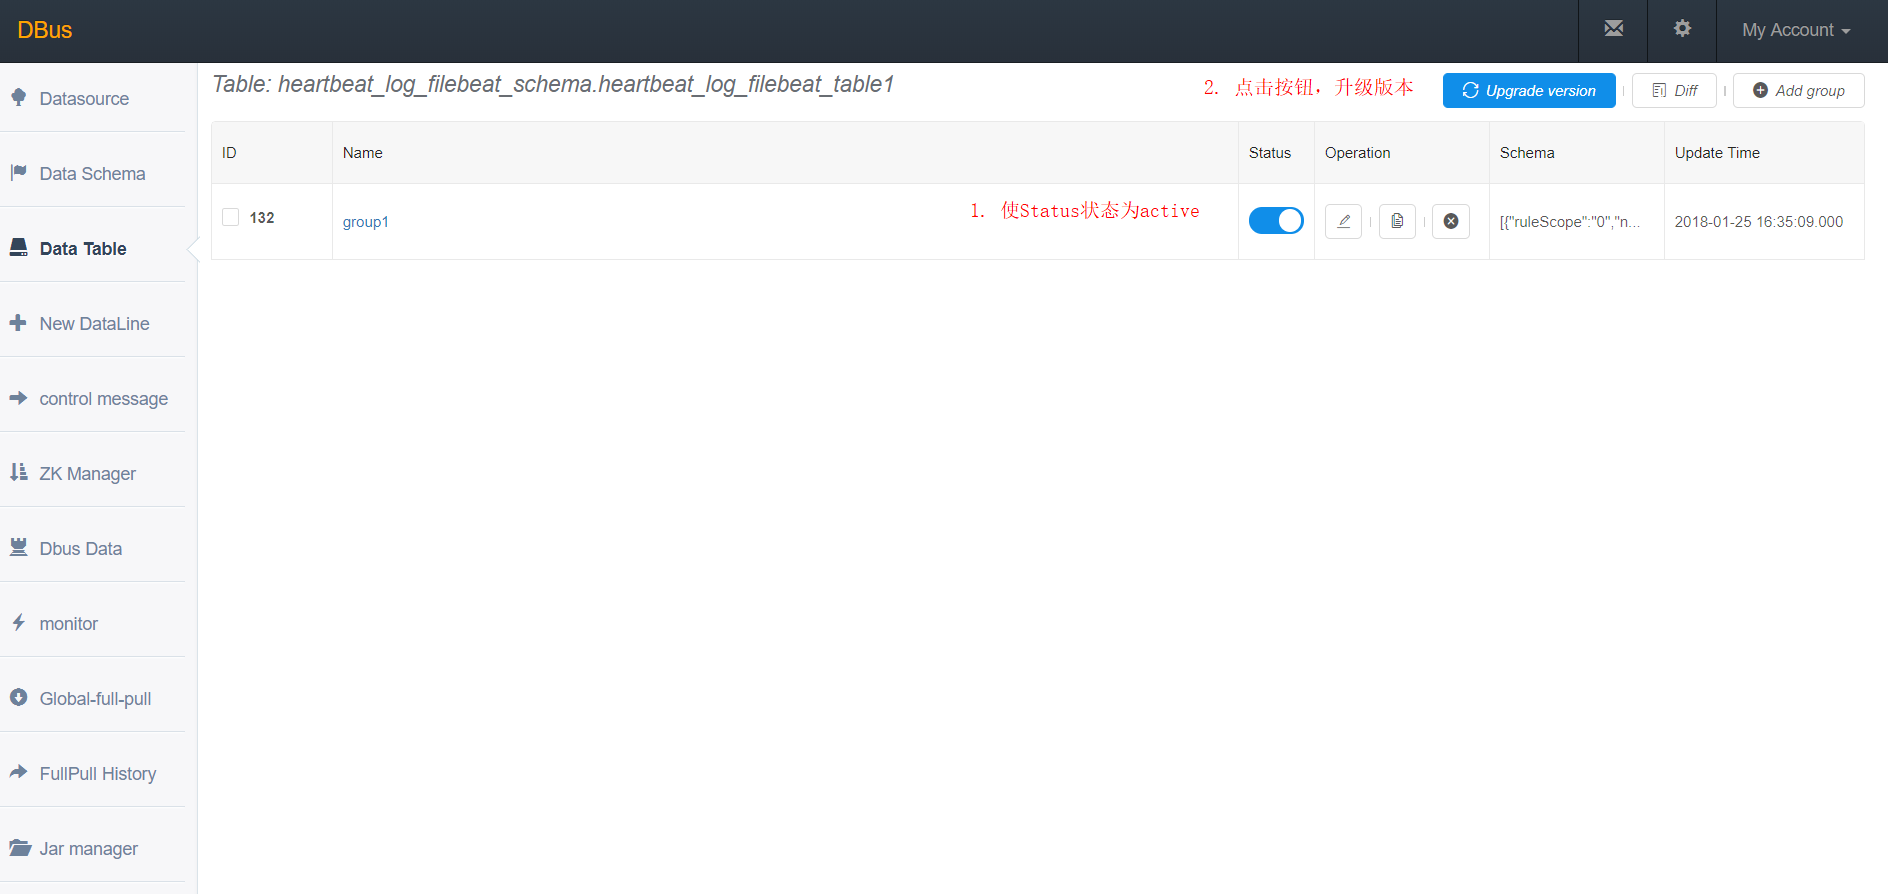 DBus
My Account
Datasource
Data Schema
Data Table
New DataLine
control message
ZK Manager
Dbus Data
monitor
Global-full-pull
FullPull History
Jar manager
Table: heartbeat_log_filebeat_schema.heartbeat_log_filebeat_table1
2. 点击按钮，升级版本
Upgrade version
Diff
Add group
ID
Name
Status
Operation
Schema
Update Time
132
group1
1. 使Status状态为active
[{"ruleScope":"0","n...
2018-01-25 16:35:09.000